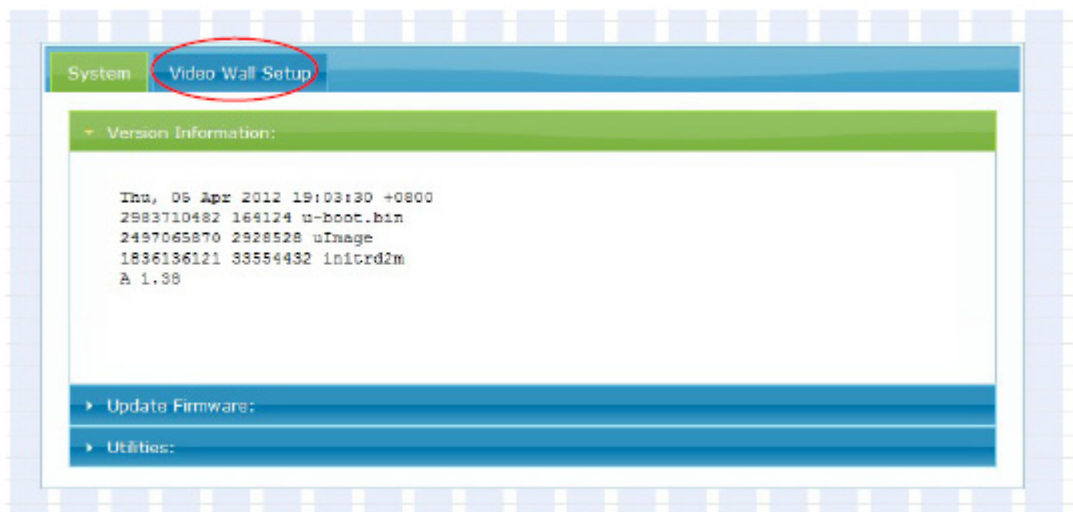 System Video Wall Setup
Version Information:
Thu, 05 Apr 2012 19:03:30 +0800
2983710482 164124 u-boot.bin
2497065870 2928528 uImage
1836136121 33554432 initrd2m
A 1.38
Update Firmware:
Utilities: